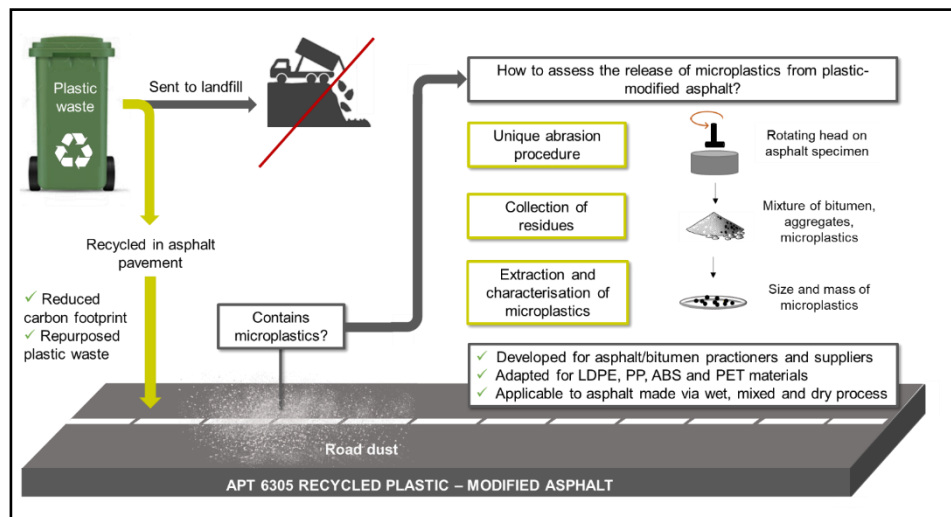 Plastic
waste
Sent to landfill
Recycled in asphalt
pavement
✓ Reduced
carbon footprint
✓ Repurposed
plastic waste
Contains
microplastics?
How to assess the release of microplastics from plastic-
modified asphalt?
Unique abrasion
procedure
Rotating head on
asphalt specimen
Collection of
residues
Mixture of bitumen,
aggregates,
microplastics
Extraction and
characterisation of
microplastics
Size and mass of
microplastics
✓ Developed for asphalt/bitumen practioners and suppliers
✓ Adapted for LDPE, PP, ABS and PET materials
✓ Applicable to asphalt made via wet, mixed and dry process
Road dust
APT 6305 RECYCLED PLASTIC – MODIFIED ASPHALT